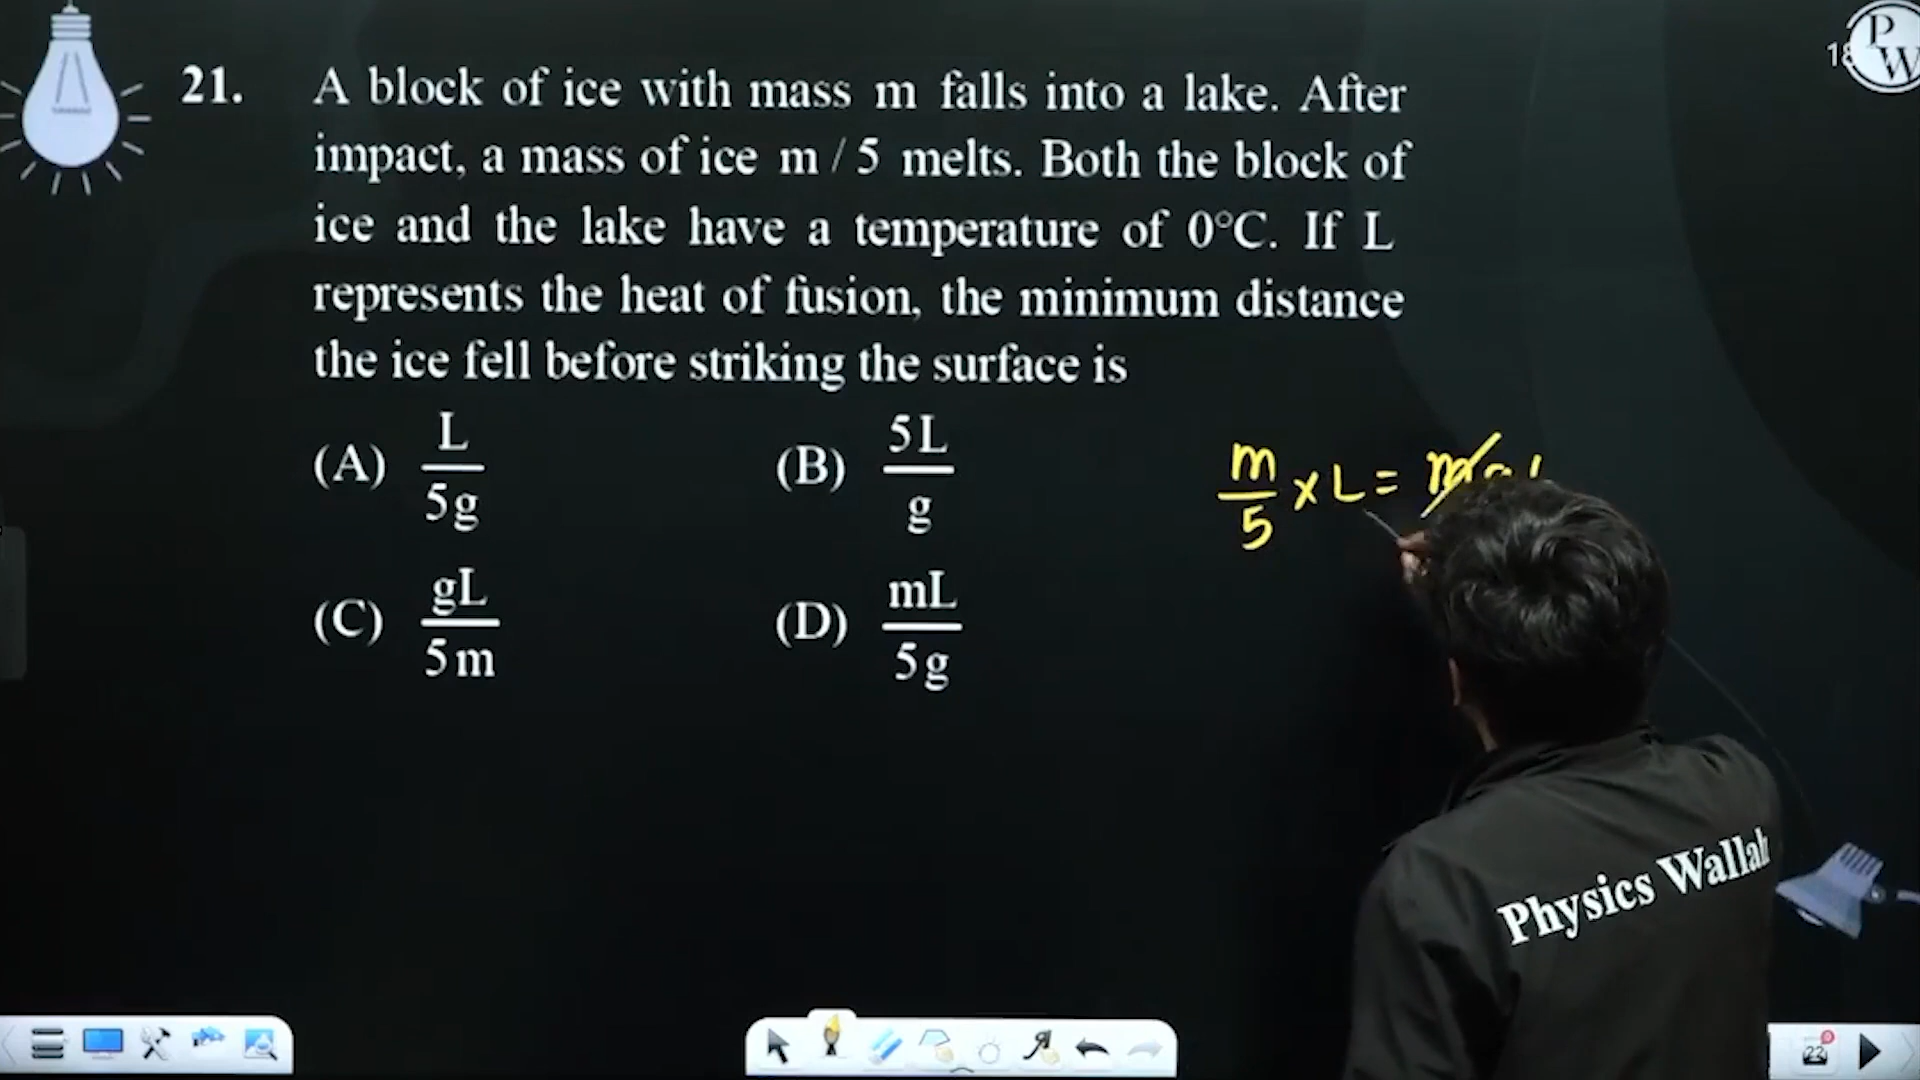 21. A block of ice with mass m falls into a lake. After
impact, a mass of ice m / 5 melts. Both the block of
ice and the lake have a temperature of 0°C. If L
represents the heat of fusion, the minimum distance
the ice fell before striking the surface is
(A) L/5g (B) 5L/g
(C) gL/5m (D) mL/5g
m/5 × L = m
Physics Wallah
P
W
18
22